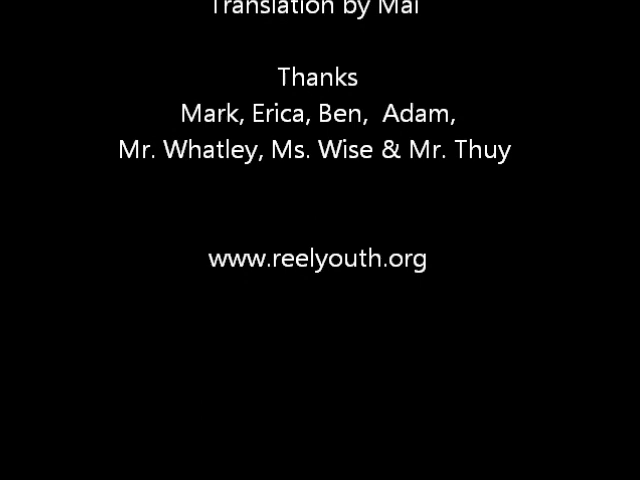 Translation by Mai
Thanks
Mark, Erica, Ben,  Adam,
Mr. Whatley, Ms. Wise & Mr. Thuy
www.reelyouth.org